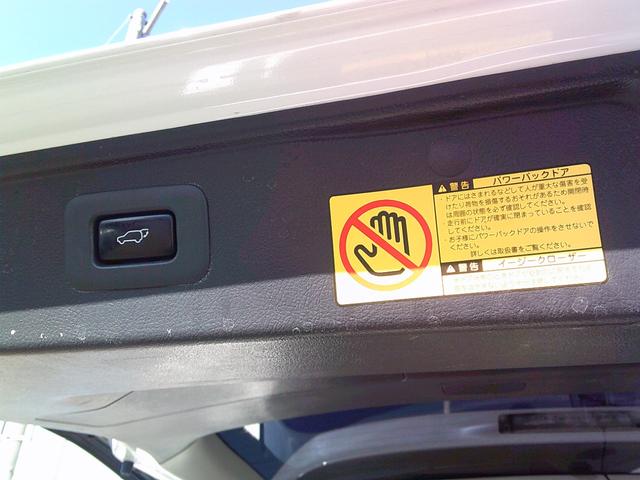 警告 パワーバックドア
・ドアにはさまれるなどして人が重大な傷害を受
けたり荷物を損傷するおそれがあるため開閉時
は周囲の状態を必ず確認してください。
・走行前にドアが確実に閉まっていることを確認
してください。
・お子様にパワーバックドアの操作をさせないで
ください。
詳しくは取扱書をご覧ください。
警告 イージークローザー